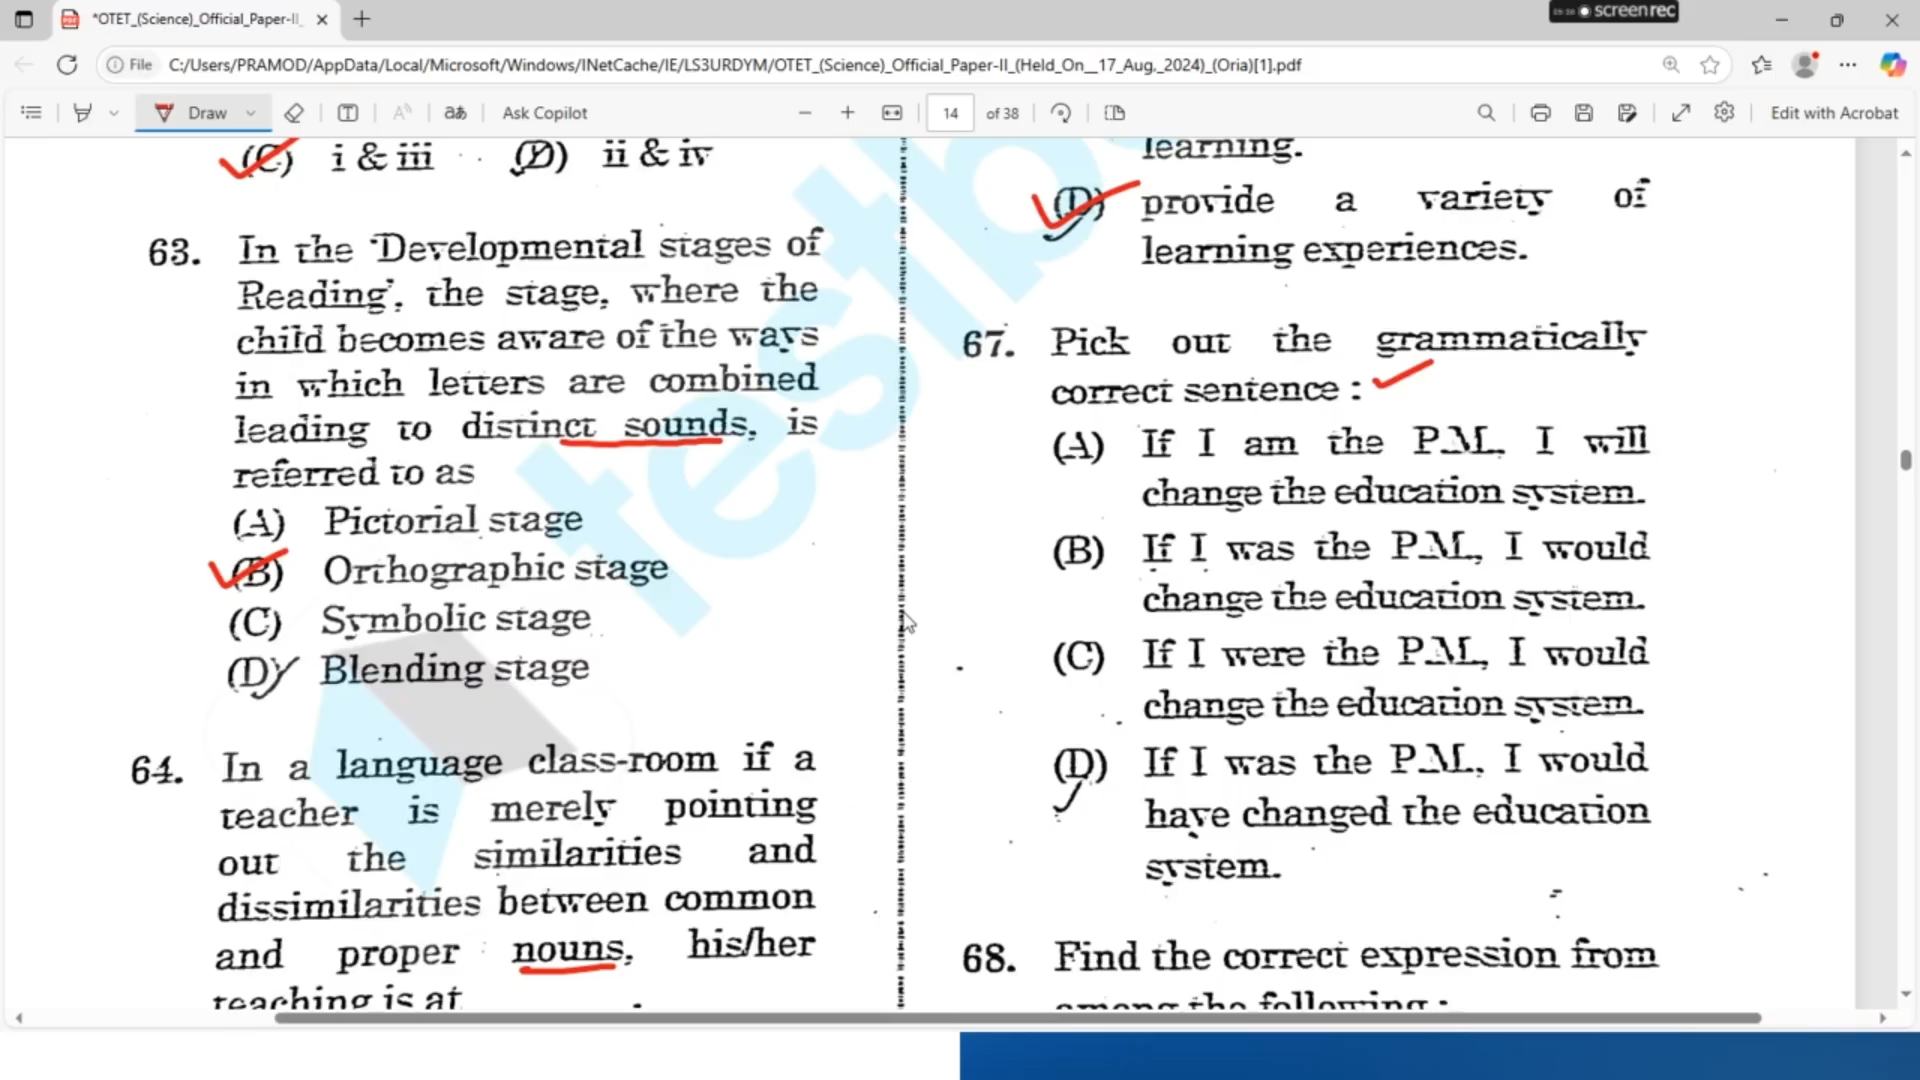 *OTET_(Science)_Official_Paper-II_
screenrec
File
C:/Users/PRAMOD/AppData/Local/Microsoft/Windows/INetCache/IE/LS3URDYM/OTET_(Science)_Official_Paper-II_(Held_On__17_Aug,_2024)_(Oria)[1].pdf
Draw
Ask Copilot
14 of 38
Edit with Acrobat
(C) i & iii (D) ii & iv
63. In the 'Developmental stages of
Reading', the stage, where the
child becomes aware of the ways
in which letters are combined
leading to distinct sounds, is
referred to as
(A) Pictorial stage
(B) Orthographic stage
(C) Symbolic stage
(D) Blending stage
64. In a language class-room if a
teacher is merely pointing
out the similarities and
dissimilarities between common
and proper nouns, his/her
teaching is at
learning.
(D) provide a variety of
learning experiences.
67. Pick out the grammatically
correct sentence :
(A) If I am the P.M., I will
change the education system.
(B) If I was the P.M., I would
change the education system.
(C) If I were the P.M., I would
change the education system.
(D) If I was the P.M., I would
have changed the education
system.
68. Find the correct expression from
among the following :
testb